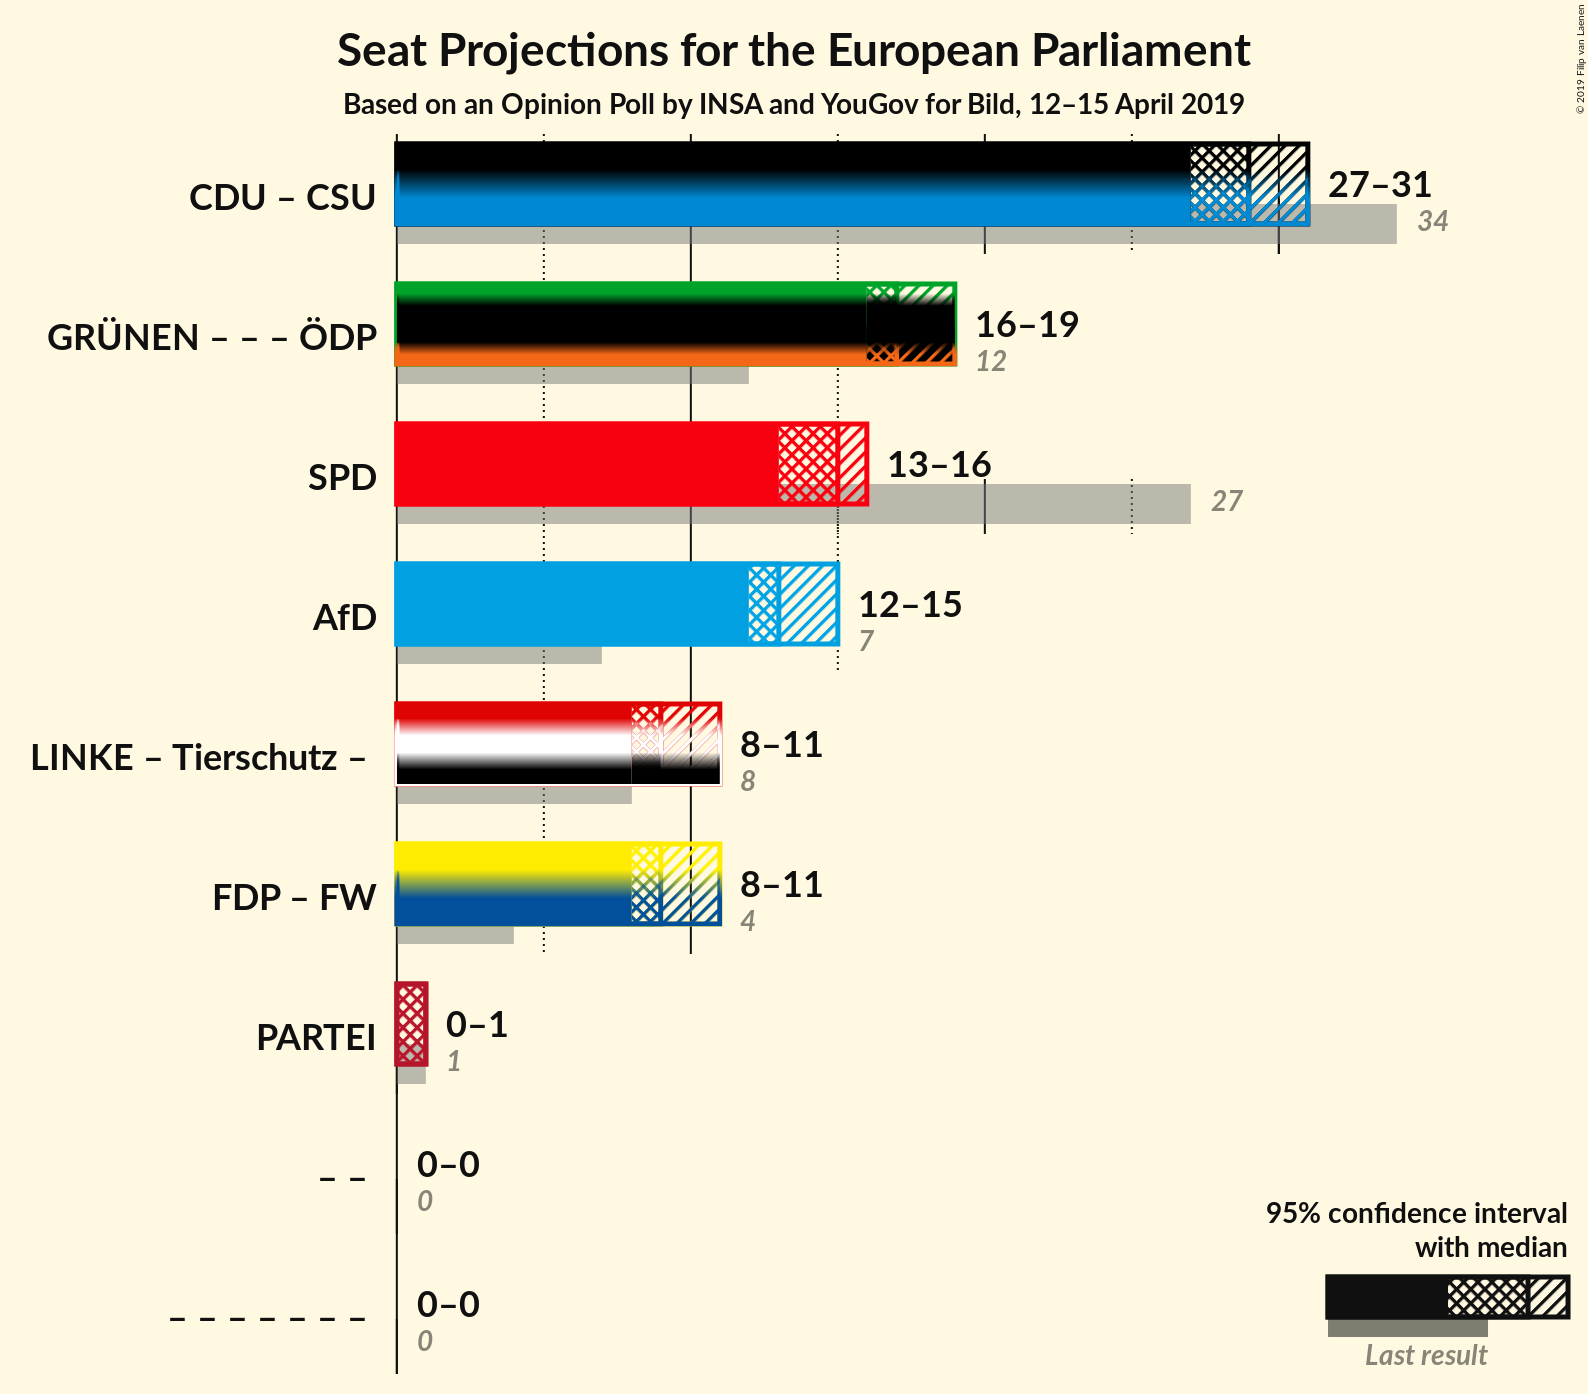 Seat Projections for the European Parliament
Based on an Opinion Poll by INSA and YouGov for Bild, 12–15 April 2019
© 2019 Filip van Laenen
CDU – CSU
27–31
34
GRÜNEN – – – ÖDP
16–19
12
SPD
13–16
27
AfD
12–15
7
LINKE – Tierschutz –
8–11
8
FDP – FW
8–11
4
PARTEI
0–1
1
– –
0–0
0
– – – – – – –
0–0
0
95% confidence interval
with median
Last result